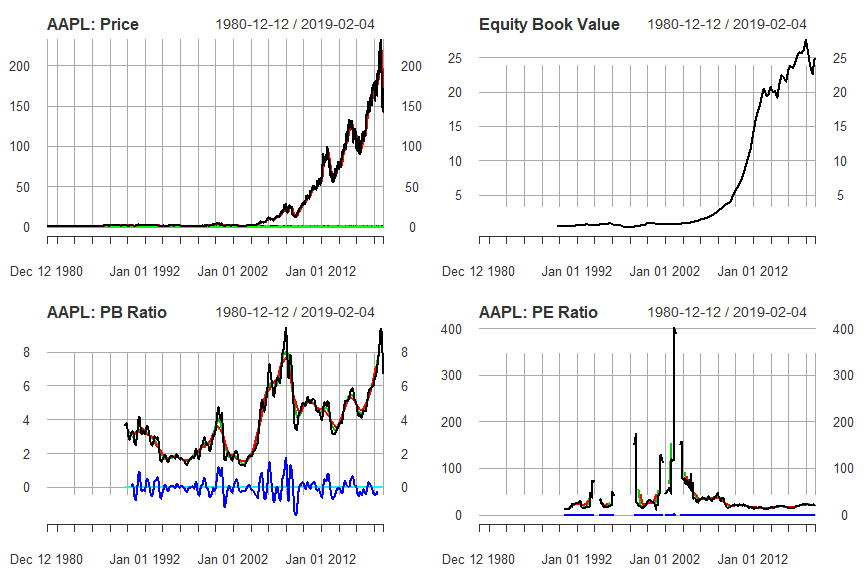 AAPL: Price 1980-12-12 / 2019-02-04
200 200
150 150
100 100
50 50
0 0
Dec 12 1980 Jan 01 1992 Jan 01 2002 Jan 01 2012
Equity Book Value 1980-12-12 / 2019-02-04
25 25
20 20
15 15
10 10
5 5
Dec 12 1980 Jan 01 1992 Jan 01 2002 Jan 01 2012
AAPL: PB Ratio 1980-12-12 / 2019-02-04
8 8
6 6
4 4
2 2
0 0
Dec 12 1980 Jan 01 1992 Jan 01 2002 Jan 01 2012
AAPL: PE Ratio 1980-12-12 / 2019-02-04
400 400
300 300
200 200
100 100
0 0
Dec 12 1980 Jan 01 1992 Jan 01 2002 Jan 01 2012